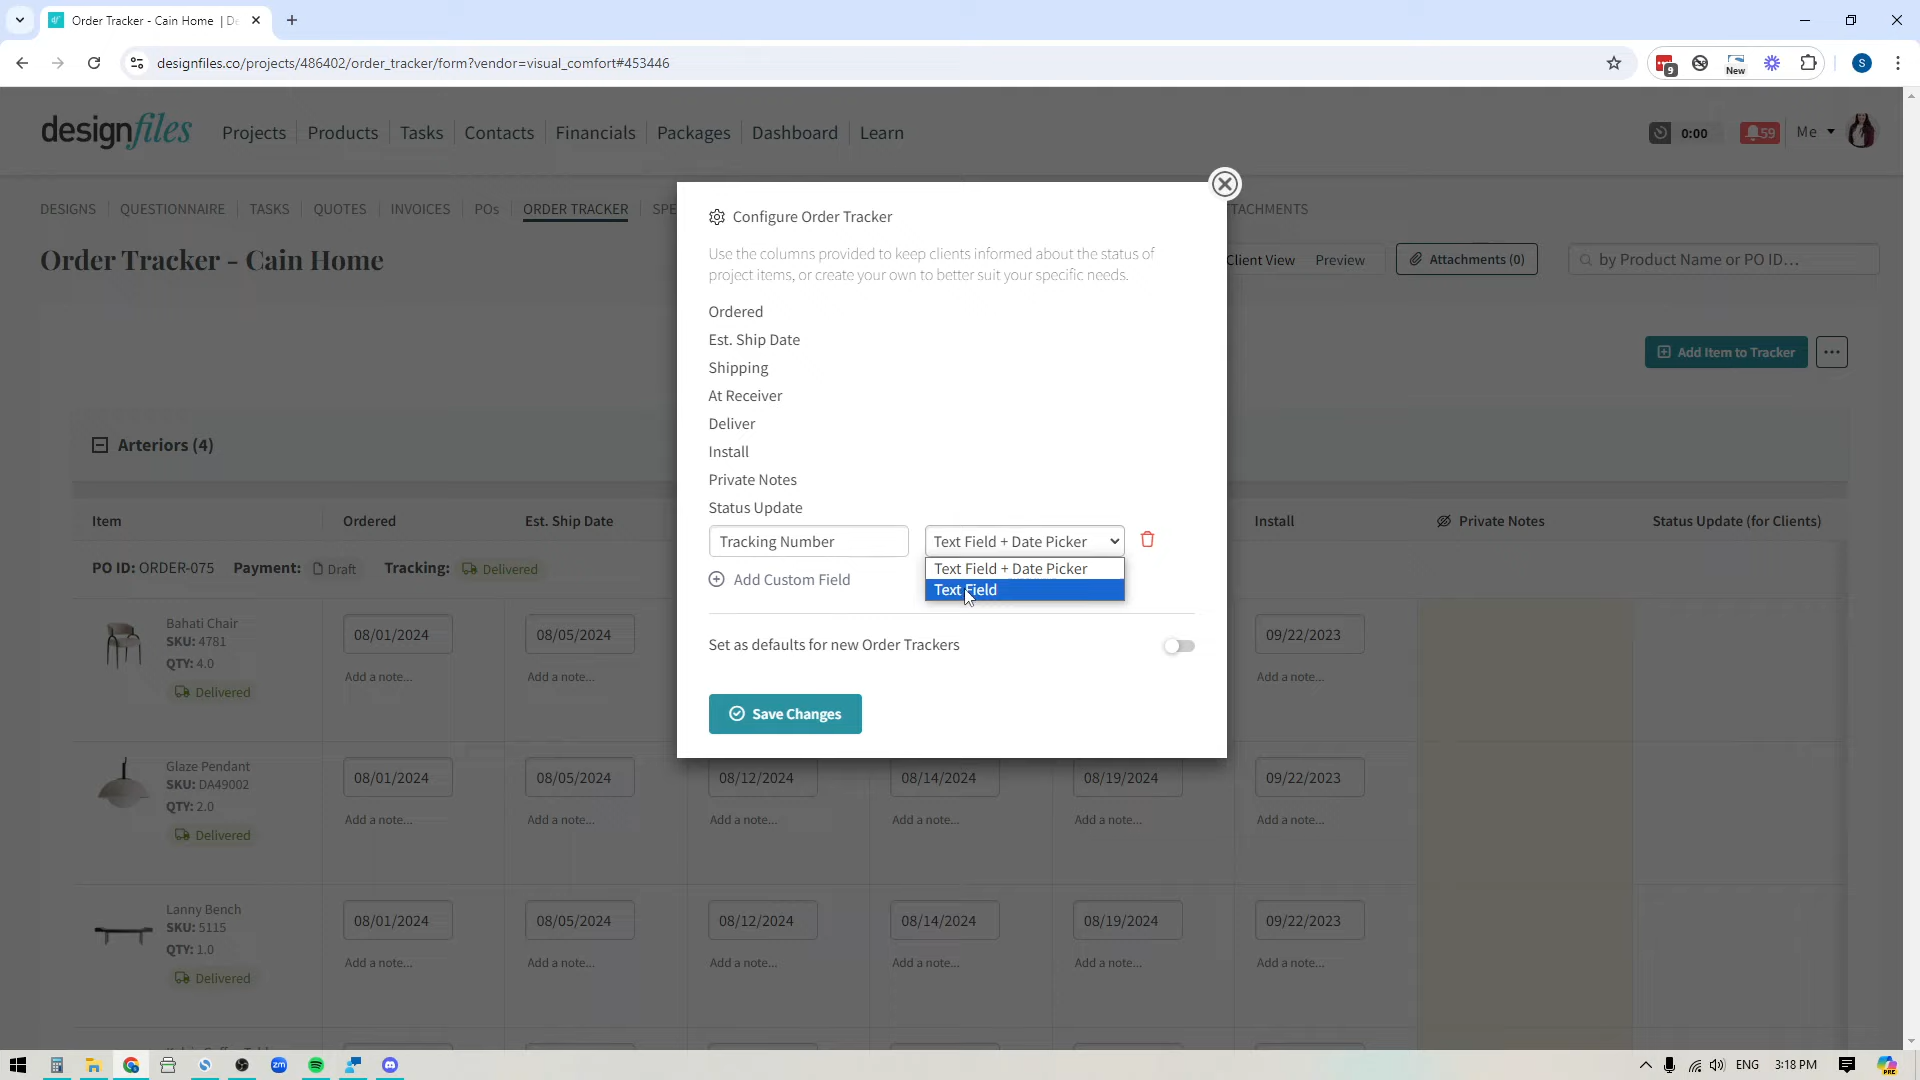 Order Tracker - Cain Home | D
designfiles.co/projects/486402/order_tracker/form?vendor=visual_comfort#453446
9
New
S
designfiles
Projects
Products
Tasks
Contacts
Financials
Packages
Dashboard
Learn
0:00
59
Me
DESIGNS
QUESTIONNAIRE
TASKS
QUOTES
INVOICES
POs
ORDER TRACKER
SPE
TACHMENTS
Order Tracker - Cain Home
Client View
Preview
Attachments (0)
by Product Name or PO ID...
Add Item to Tracker
Configure Order Tracker
Use the columns provided to keep clients informed about the status of
project items, or create your own to better suit your specific needs.
Ordered
Est. Ship Date
Shipping
At Receiver
Deliver
Install
Private Notes
Status Update
Tracking Number
Text Field + Date Picker
Text Field + Date Picker
Text Field
Add Custom Field
Set as defaults for new Order Trackers
Save Changes
Arteriors (4)
Item
Ordered
Est. Ship Date
Install
Private Notes
Status Update (for Clients)
PO ID: ORDER-075
Payment:
Draft
Tracking:
Delivered
Bahati Chair
SKU: 4781
QTY: 4.0
Delivered
08/01/2024
08/05/2024
09/22/2023
Add a note...
Add a note...
Add a note...
Glaze Pendant
SKU: DA49002
QTY: 2.0
Delivered
08/01/2024
08/05/2024
08/12/2024
08/14/2024
08/19/2024
09/22/2023
Add a note...
Add a note...
Add a note...
Add a note...
Add a note...
Add a note...
Lanny Bench
SKU: 5115
QTY: 1.0
Delivered
08/01/2024
08/05/2024
08/12/2024
08/14/2024
08/19/2024
09/22/2023
Add a note...
Add a note...
Add a note...
Add a note...
Add a note...
Add a note...
zm
ENG
3:18 PM
PRE